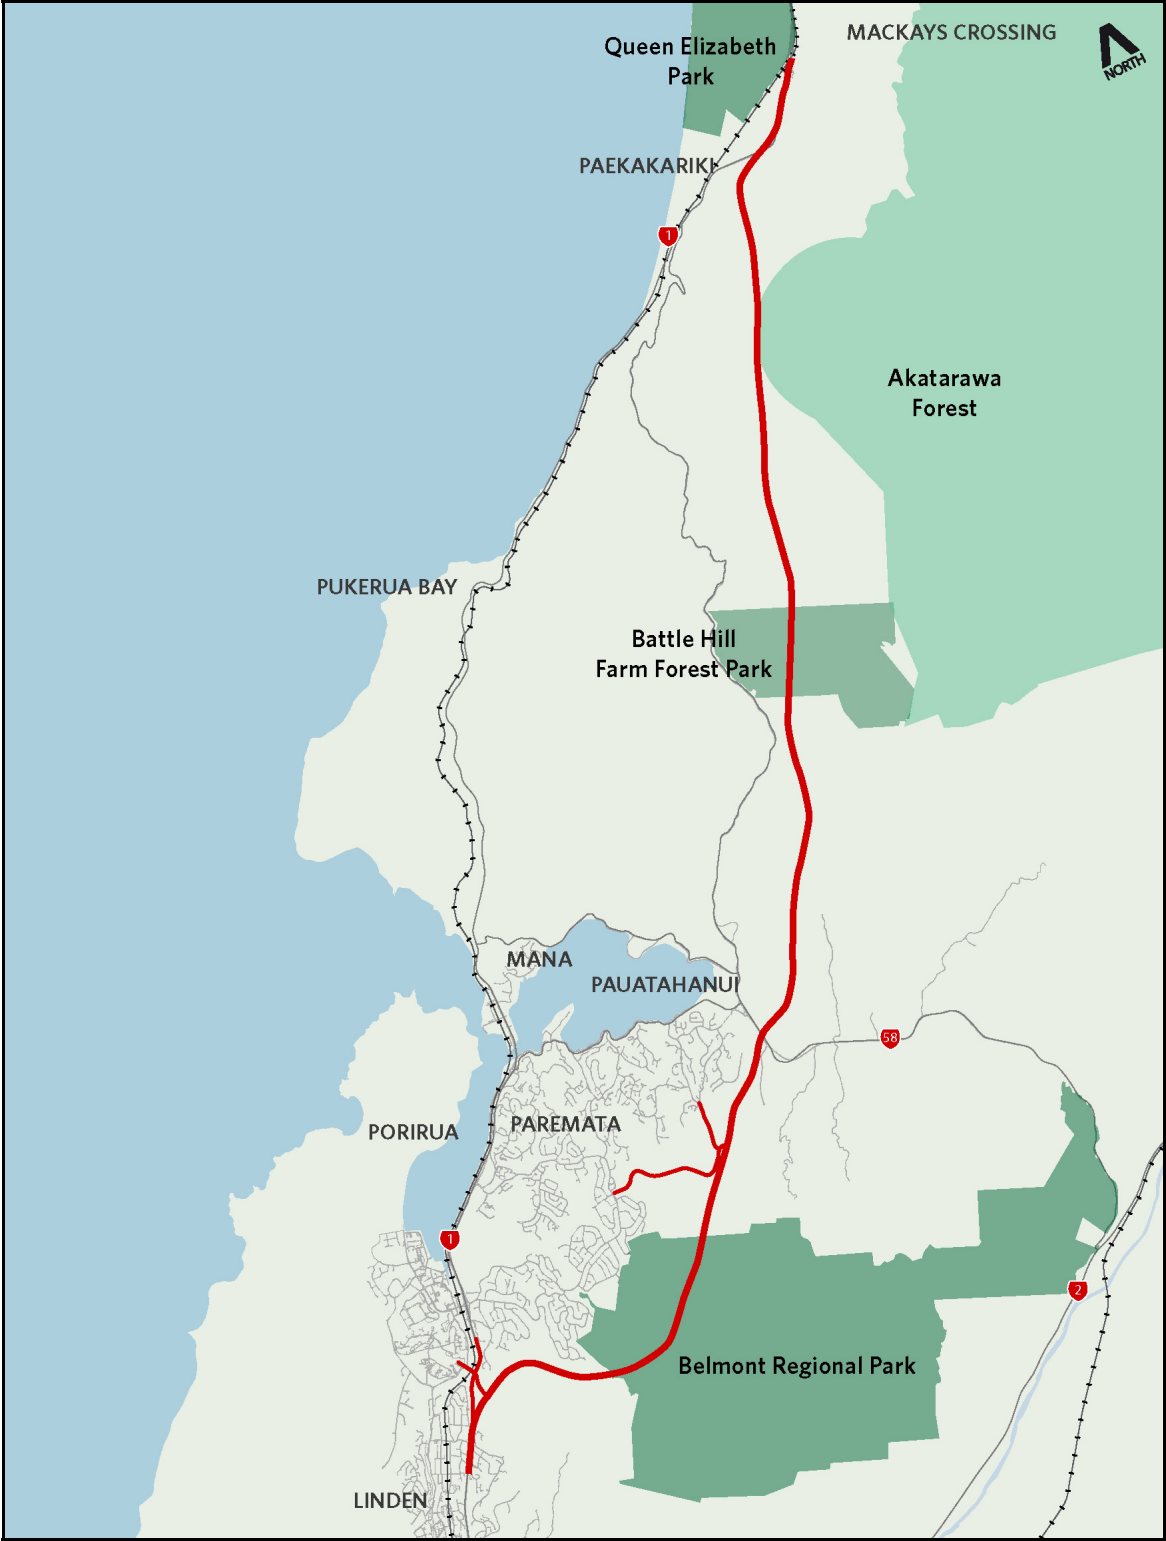 MACKAYS CROSSING
NORTH
Queen Elizabeth
Park
PAEKAKARIKI
1
Akatarawa
Forest
PUKERUA BAY
Battle Hill
Farm Forest Park
MANA
PAUATAHANUI
58
PORIRUA
PAREMATA
1
2
Belmont Regional Park
LINDEN